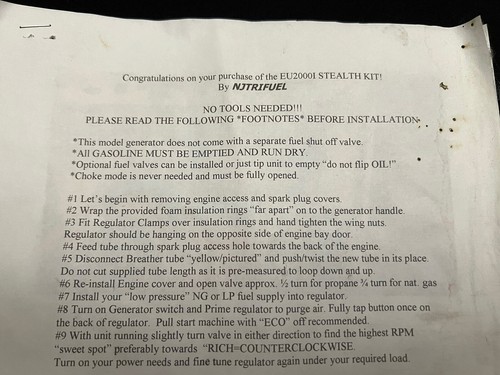 Congratulations on your purchase of the EU2000I STEALTH KIT!
By NJTRIFUEL
NO TOOLS NEEDED!!!
PLEASE READ THE FOLLOWING *FOOTNOTES* BEFORE INSTALLATION
*This model generator does not come with a separate fuel shut off valve.
*All GASOLINE MUST BE EMPTIED AND RUN DRY
*Optional fuel valves can be installed or just tip unit to empty "do not flip OIL!"
*Choke mode is never needed and must be fully opened
#1 Let's begin with removing engine access and spark plug covers.
#2 Wrap the provided foam insulation rings "far apart" on to the generator handle.
#3 Fit Regulator Clamps over insulation rings and hand tighten the wing nuts.
Regulator should be hanging on the opposite side of engine bay door.
#4 Feed tube through spark plug access hole towards the back of the engine.
#5 Disconnect Breather tube "yellow/pictured" and push/twist the new tube in its place.
Do not cut supplied tube length as it is pre-measured to loop down and up.
#6 Re-install Engine cover and open valve approx. ½ turn for propane ¾ turn for nat. gas
#7 Install your "low pressure" NG or LP fuel supply into regulator.
#8 Turn on Generator switch and Prime regulator to purge air. Fully tap button once on
the back of regulator. Pull start machine with "ECO" off recommended.
#9 With unit running slightly turn valve in either direction to find the highest RPM
"sweet spot" preferably towards "RICH=COUNTERCLOCKWISE.
Turn on your power needs and fine tune regulator again under your required load.